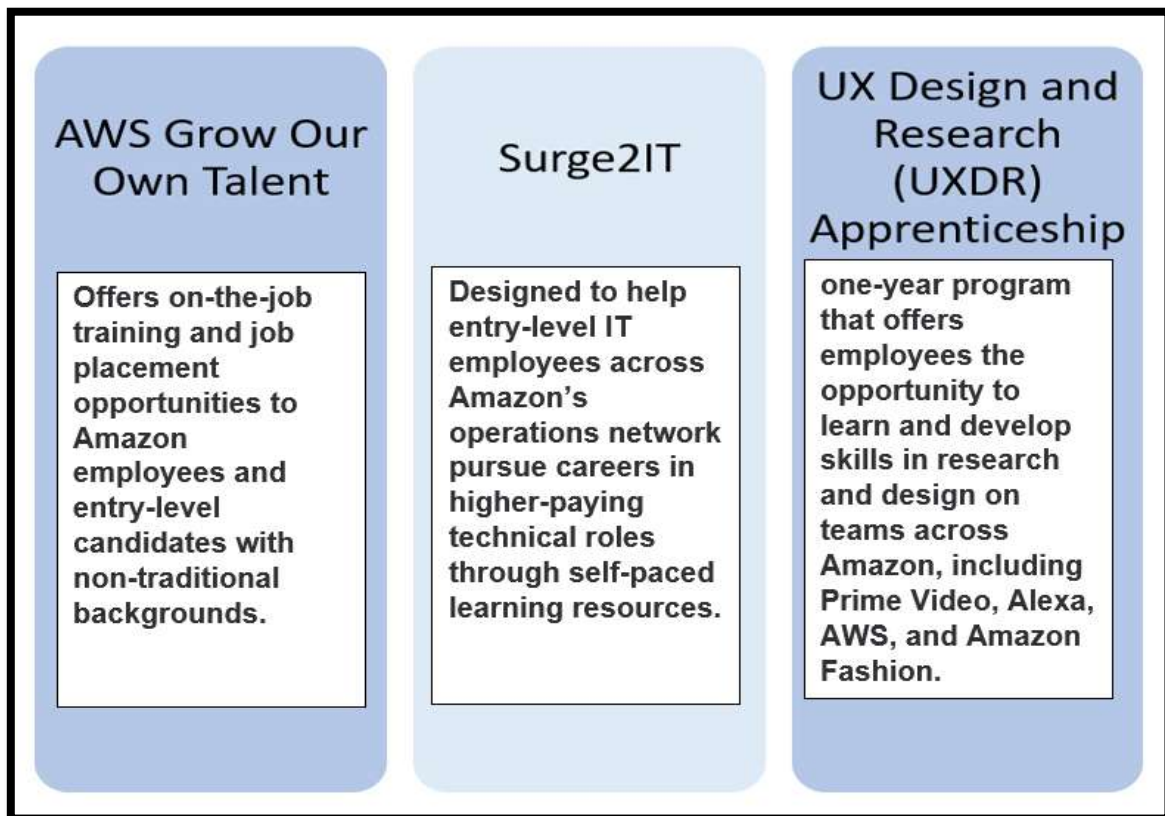 AWS Grow Our
Own Talent
Offers on-the-job
training and job
placement
opportunities to
Amazon
employees and
entry-level
candidates with
non-traditional
backgrounds.
Surge2IT
Designed to help
entry-level IT
employees across
Amazon’s
operations network
pursue careers in
higher-paying
technical roles
through self-paced
learning resources.
UX Design and
Research
(UXDR)
Apprenticeship
one-year program
that offers
employees the
opportunity to
learn and develop
skills in research
and design on
teams across
Amazon, including
Prime Video, Alexa,
AWS, and Amazon
Fashion.